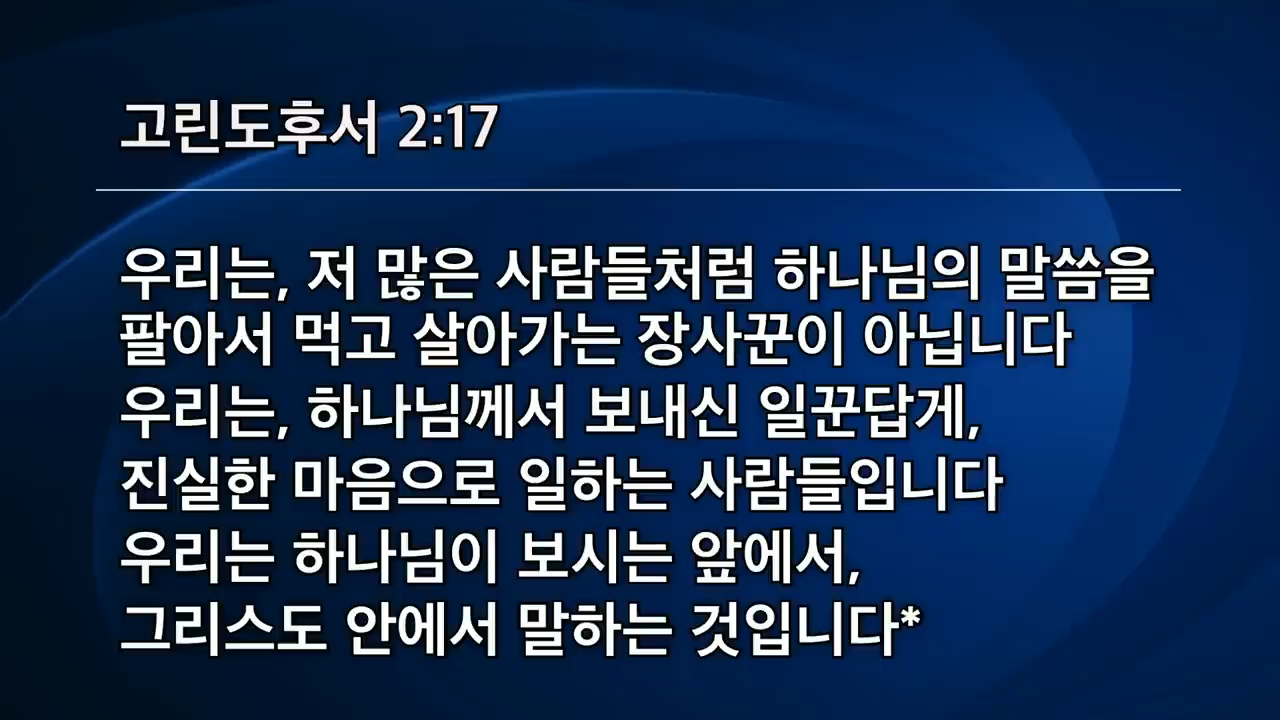 고린도후서 2:17
우리는, 저 많은 사람들처럼 하나님의 말씀을
팔아서 먹고 살아가는 장사꾼이 아닙니다
우리는, 하나님께서 보내신 일꾼답게,
진실한 마음으로 일하는 사람들입니다
우리는 하나님이 보시는 앞에서,
그리스도 안에서 말하는 것입니다*